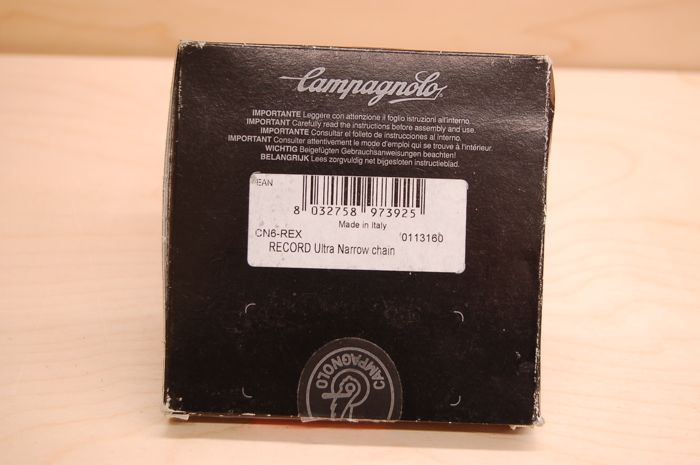 Campagnolo
IMPORTANTE Leggere con attenzione il foglio istruzioni all'interno.
IMPORTANT Carefully read the instructions before assembly and use.
IMPORTANTE Consultar el folleto de instrucciones al interno.
IMPORTANT Consulter attentivement le mode d'emploi qui se trouve à l'intérieur.
WICHTIG Beigefügten Gebrauchsanweisungen beachten!
BELANGRIJK Lees zorgvuldig net bijgesloten instructieblad.
EAN
8 032758 973925
Made in Italy
CN6-REX 0113160
RECORD Ultra Narrow chain
CAMPAGNOLO